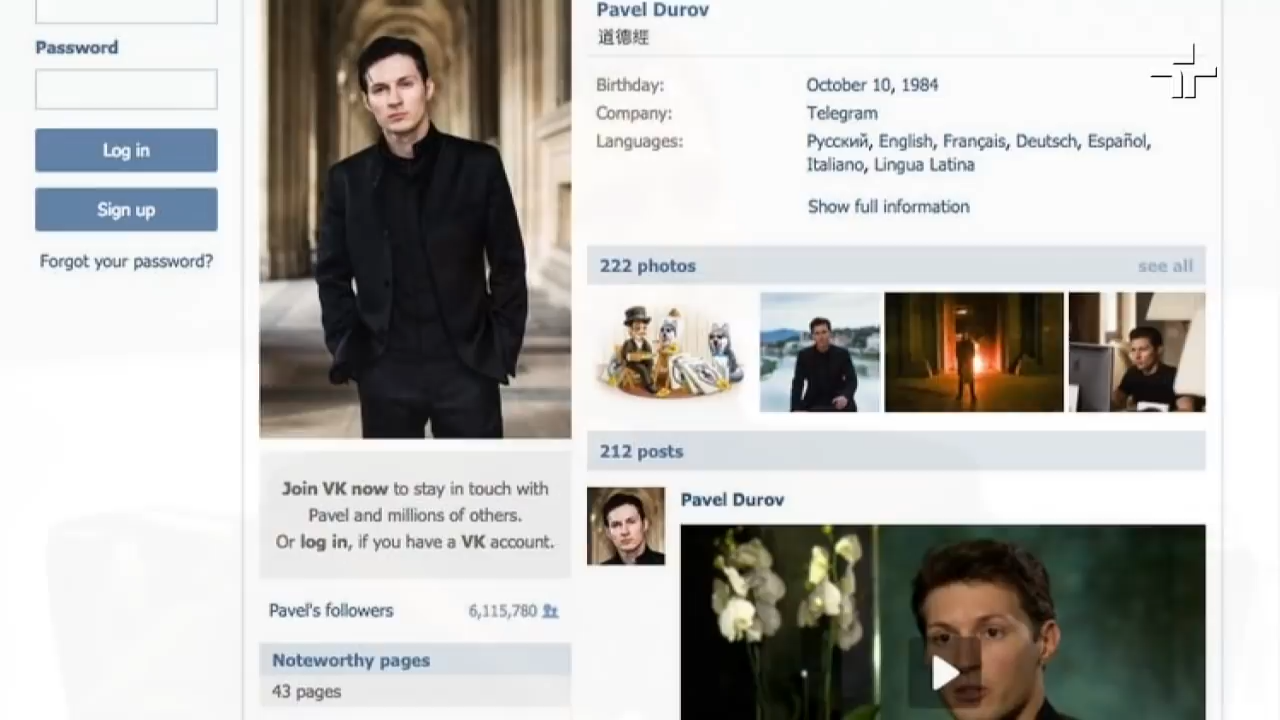 Password
Log in
Sign up
Forgot your password?
Join VK now to stay in touch with
Pavel and millions of others.
Or log in, if you have a VK account.
Pavel's followers 6,115,780
Noteworthy pages
43 pages
Pavel Durov
道德經
Birthday: October 10, 1984
Company: Telegram
Languages: Русский, English, Français, Deutsch, Español,
Italiano, Lingua Latina
Show full information
222 photos see all
212 posts
Pavel Durov